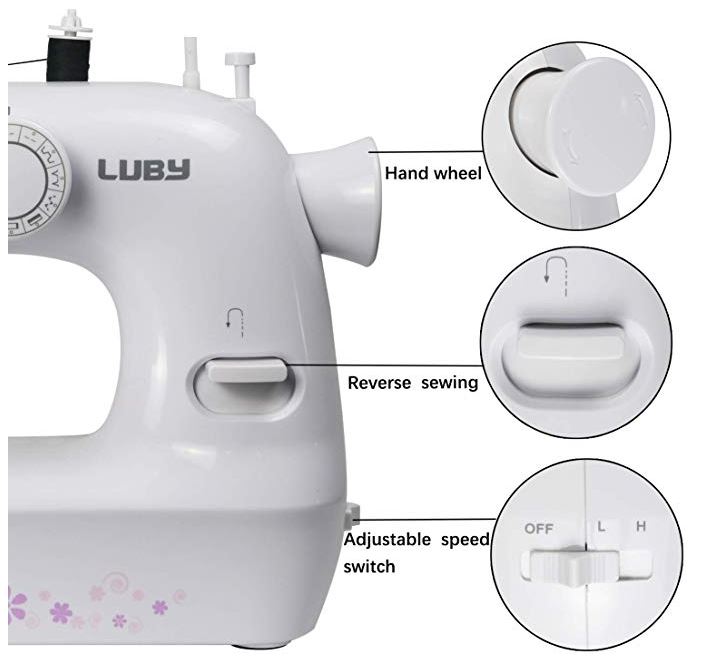 LUBY
Hand wheel
Reverse sewing
Adjustable speed
switch
OFF L H